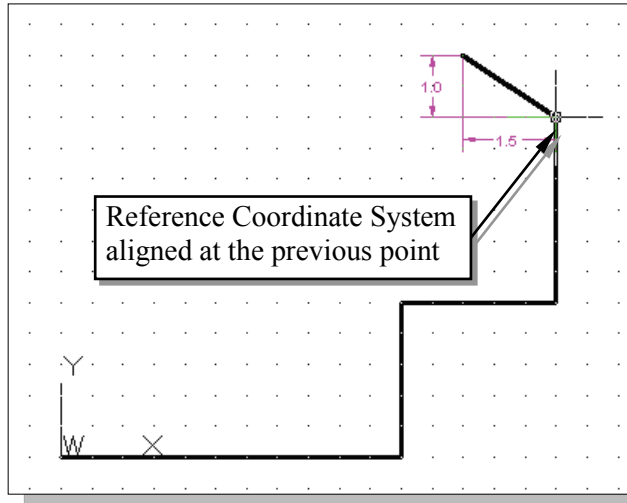 1.0
1.5
Reference Coordinate System
aligned at the previous point
Y
W
X